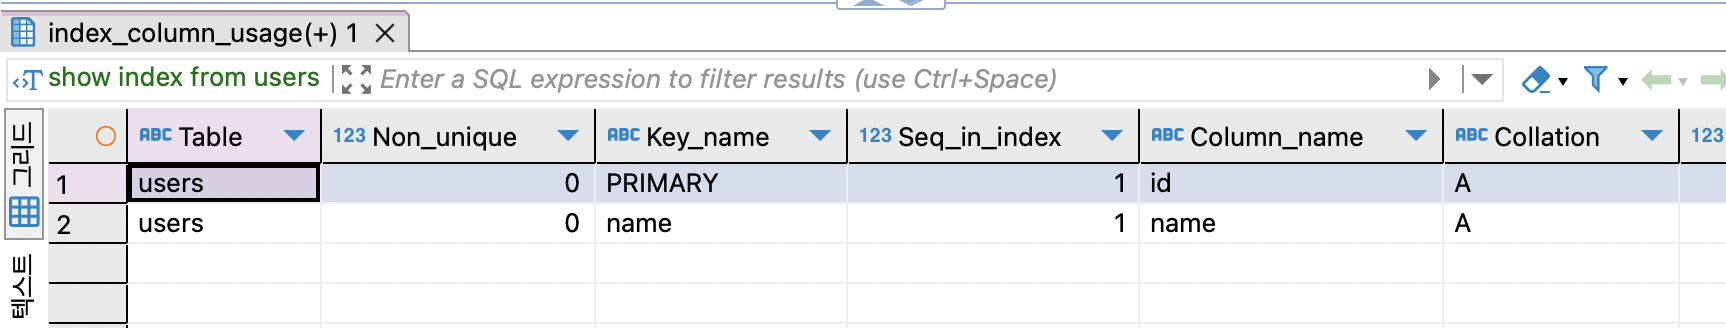 index_column_usage(+) 1
show index from users Enter a SQL expression to filter results (use Ctrl+Space)
그리드
텍스트
ABC Table 123 Non_unique ABC Key_name 123 Seq_in_index ABC Column_name ABC Collation 123
1 users 0 PRIMARY 1 id A
2 users 0 name 1 name A